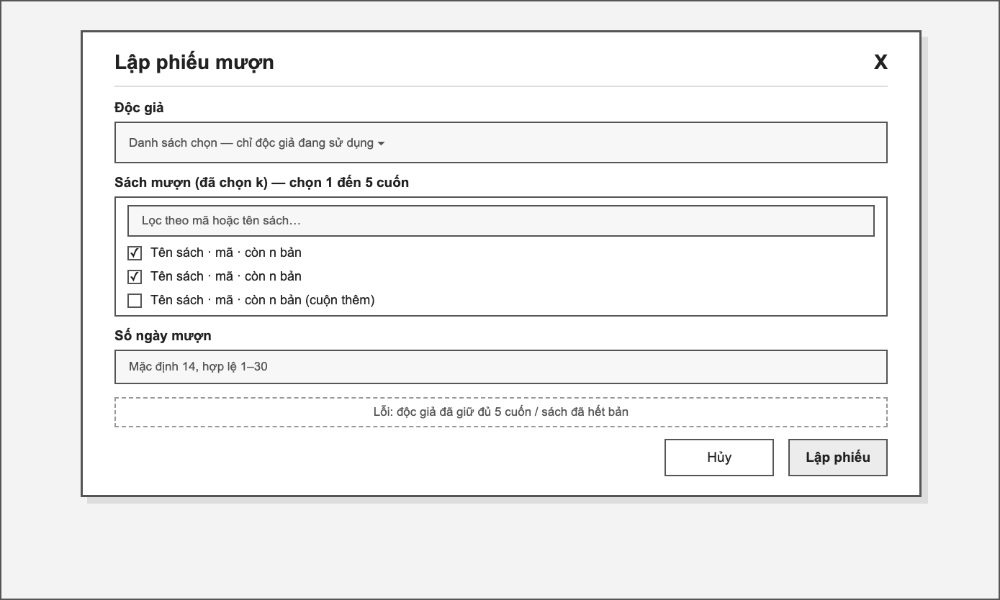 Lập phiếu mượn
X
Độc giả
Danh sách chọn — chỉ độc giả đang sử dụng
Sách mượn (đã chọn k) — chọn 1 đến 5 cuốn
Lọc theo mã hoặc tên sách…
Tên sách · mã · còn n bản
Tên sách · mã · còn n bản
Tên sách · mã · còn n bản (cuộn thêm)
Số ngày mượn
Mặc định 14, hợp lệ 1–30
Lỗi: độc giả đã giữ đủ 5 cuốn / sách đã hết bản
Hủy
Lập phiếu